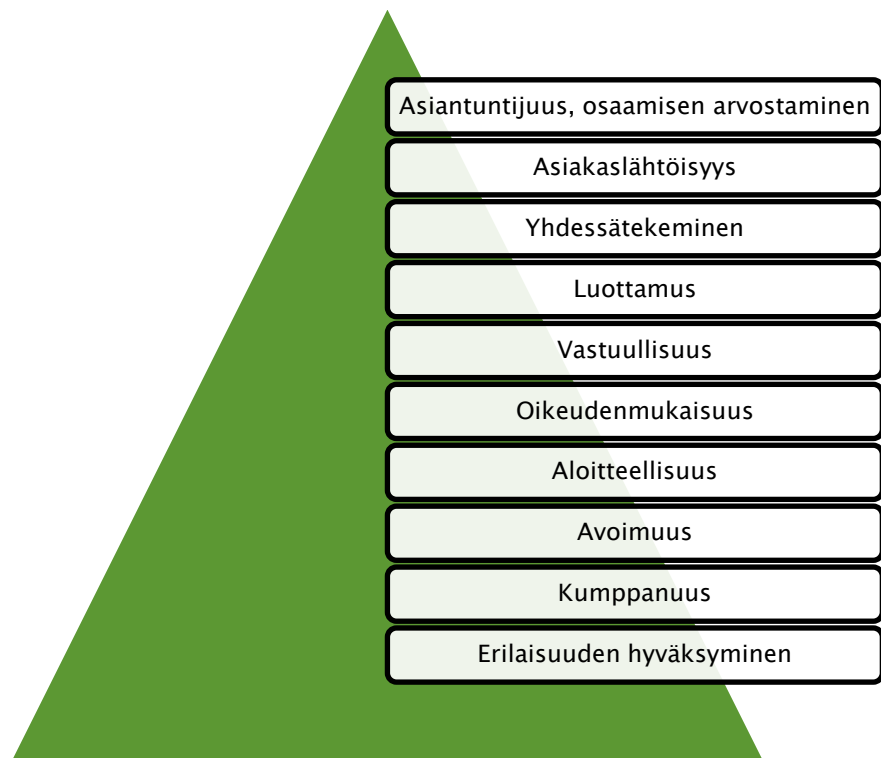 Asiantuntijuus, osaamisen arvostaminen
Asiakaslähtöisyys
Yhdessätekeminen
Luottamus
Vastuullisuus
Oikeudenmukaisuus
Aloitteellisuus
Avoimuus
Kumppanuus
Erilaisuuden hyväksyminen